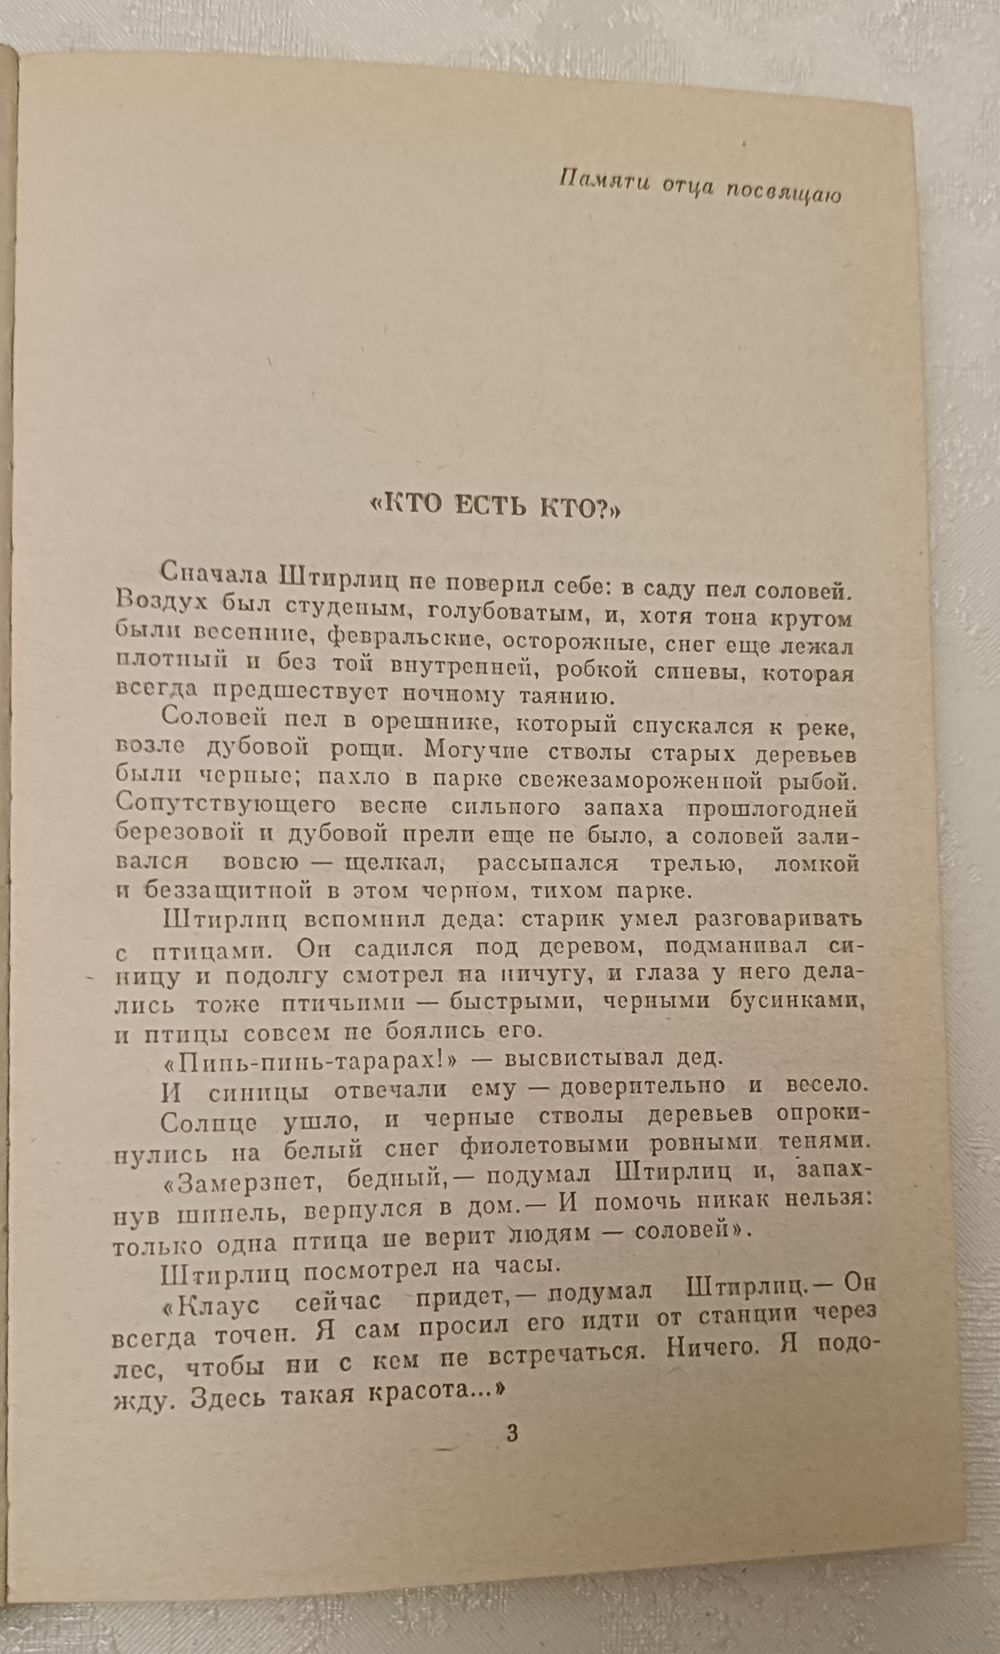 Памяти отца посвящаю
«КТО ЕСТЬ КТО?»
Сначала Штирлиц не поверил себе: в саду пел соловей.
Воздух был студеным, голубоватым, и, хотя тона кругом
были весенние, февральские, осторожные, снег еще лежал
плотный и без той внутренней, робкой синевы, которая
всегда предшествует ночному таянию.
Соловей пел в орешнике, который спускался к реке,
возле дубовой рощи. Могучие стволы старых деревьев
были черные; пахло в парке свежезамороженной рыбой.
Сопутствующего весне сильного запаха прошлогодней
березовой и дубовой прели еще не было, а соловей зали-
вался вовсю — щелкал, рассыпался трелью, ломкой
и беззащитной в этом черном, тихом парке.
Штирлиц вспомнил деда: старик умел разговаривать
с птицами. Он садился под деревом, подманивал си-
ницу и подолгу смотрел на пичугу, и глаза у него дела-
лись тоже птичьими — быстрыми, черными бусинками,
и птицы совсем не боялись его.
«Пинь-пинь-тарарах!» — высвистывал дед.
И синицы отвечали ему — доверительно и весело.
Солнце ушло, и черные стволы деревьев опроки-
нулись на белый снег фиолетовыми ровными тенями.
«Замерзнет, бедный,— подумал Штирлиц и, запах-
нув шинель, вернулся в дом.— И помочь никак нельзя:
только одна птица не верит людям — соловей».
Штирлиц посмотрел на часы.
«Клаус сейчас придет,— подумал Штирлиц.— Он
всегда точен. Я сам просил его идти от станции через
лес, чтобы ни с кем не встречаться. Ничего. Я подо-
жду. Здесь такая красота...»
3